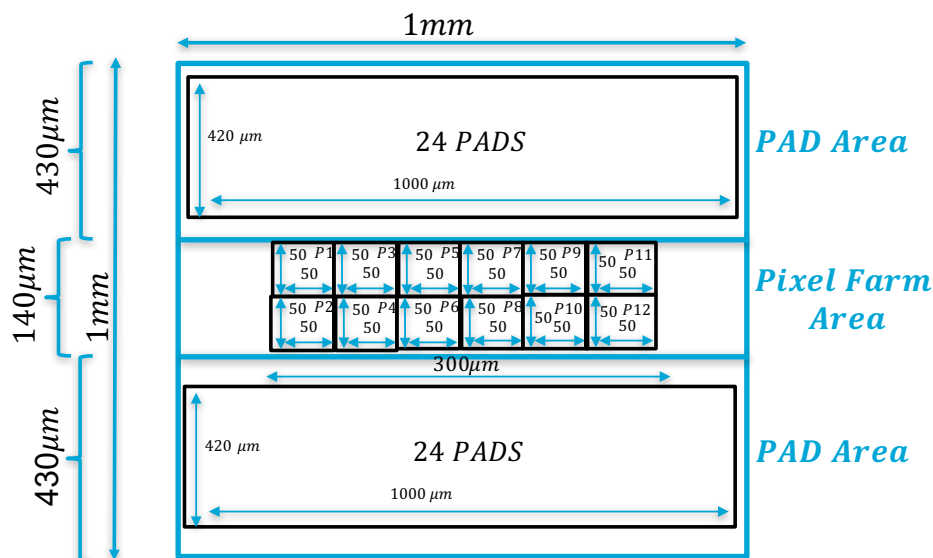 1mm
430μm
420 μm
24 PADS
1000 μm
PAD Area
140μm
1mm
50 P1
50
50 P3
50
50 P5
50
50 P7
50
50 P9
50
50 P11
50
50 P2
50
50 P4
50
50 P6
50
50 P8
50
50 P10
50
50 P12
50
Pixel Farm
Area
300μm
430μm
420 μm
24 PADS
1000 μm
PAD Area